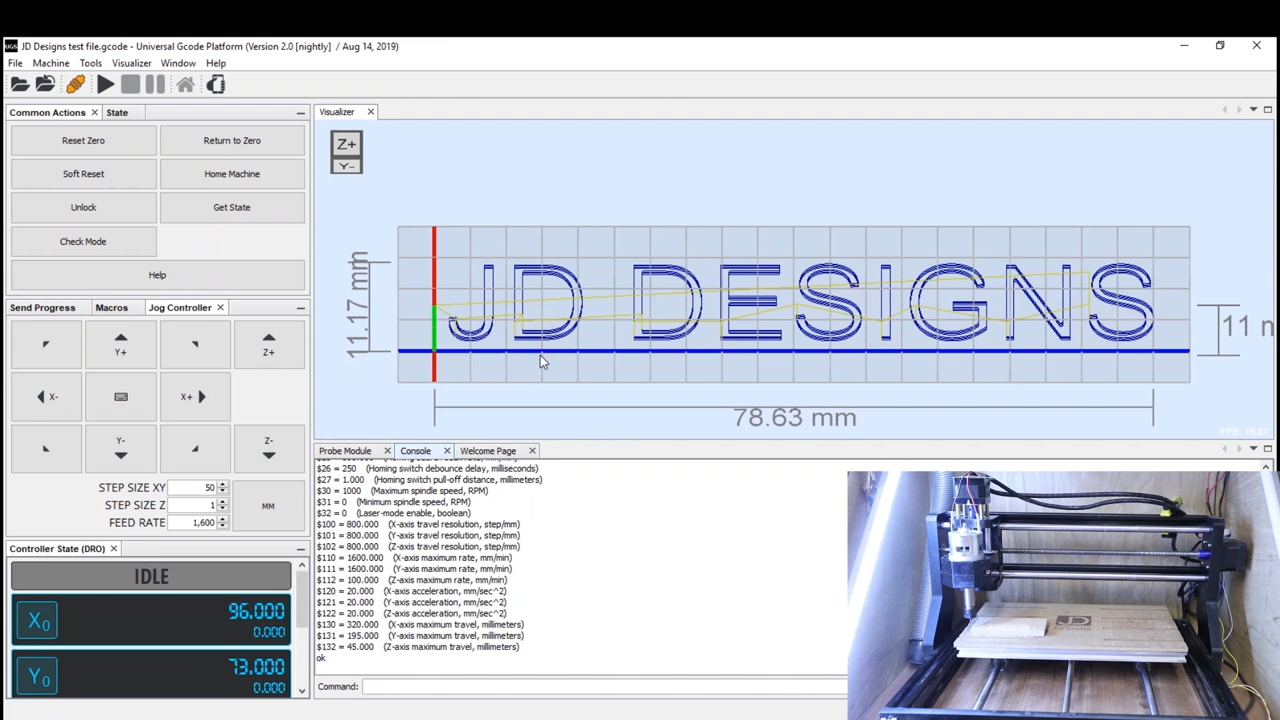 JD Designs test file.gcode - Universal Gcode Platform (Version 2.0 [nightly] / Aug 14, 2019)
File Machine Tools Visualizer Window Help
Common Actions State
Reset Zero Return to Zero
Soft Reset Home Machine
Unlock Get State
Check Mode
Help
Send Progress Macros Jog Controller
Y+ Z+
X- X+
Y- Z-
STEP SIZE XY 50
STEP SIZE Z 1 MM
FEED RATE 1,600
Controller State (DRO)
IDLE
X0 96.000
0.000
Y0 73.000
0.000
Visualizer
Z+
Y-
11.17 mm
JD DESIGNS
11 m
78.63 mm
Probe Module Console Welcome Page
$26 = 250 (Homing switch debounce delay, milliseconds)
$27 = 1.000 (Homing switch pull-off distance, millimeters)
$30 = 1000 (Maximum spindle speed, RPM)
$31 = 0 (Minimum spindle speed, RPM)
$32 = 0 (Laser-mode enable, boolean)
$100 = 800.000 (X-axis travel resolution, step/mm)
$101 = 800.000 (Y-axis travel resolution, step/mm)
$102 = 800.000 (Z-axis travel resolution, step/mm)
$110 = 1600.000 (X-axis maximum rate, mm/min)
$111 = 1600.000 (Y-axis maximum rate, mm/min)
$112 = 100.000 (Z-axis maximum rate, mm/min)
$120 = 20.000 (X-axis acceleration, mm/sec^2)
$121 = 20.000 (Y-axis acceleration, mm/sec^2)
$122 = 20.000 (Z-axis acceleration, mm/sec^2)
$130 = 320.000 (X-axis maximum travel, millimeters)
$131 = 195.000 (Y-axis maximum travel, millimeters)
$132 = 45.000 (Z-axis maximum travel, millimeters)
ok
Command:
JD